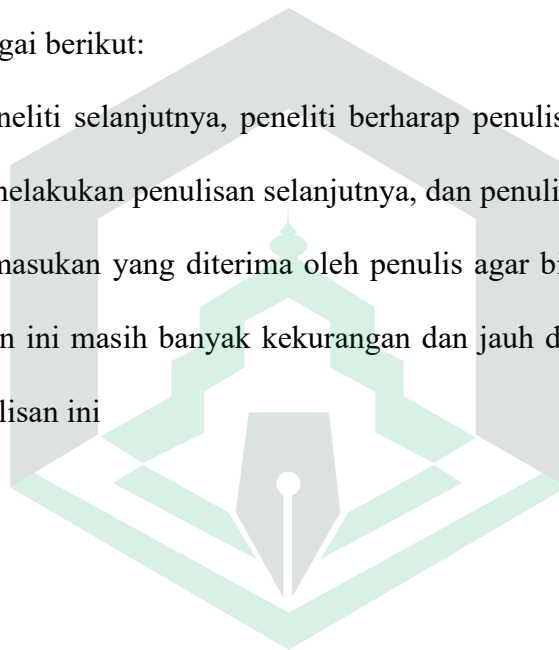 gai berikut:
neliti selanjutnya, peneliti berharap penulis
melakukan penulisan selanjutnya, dan penuli
masukan yang diterima oleh penulis agar bi
n ini masih banyak kekurangan dan jauh d
lisan ini